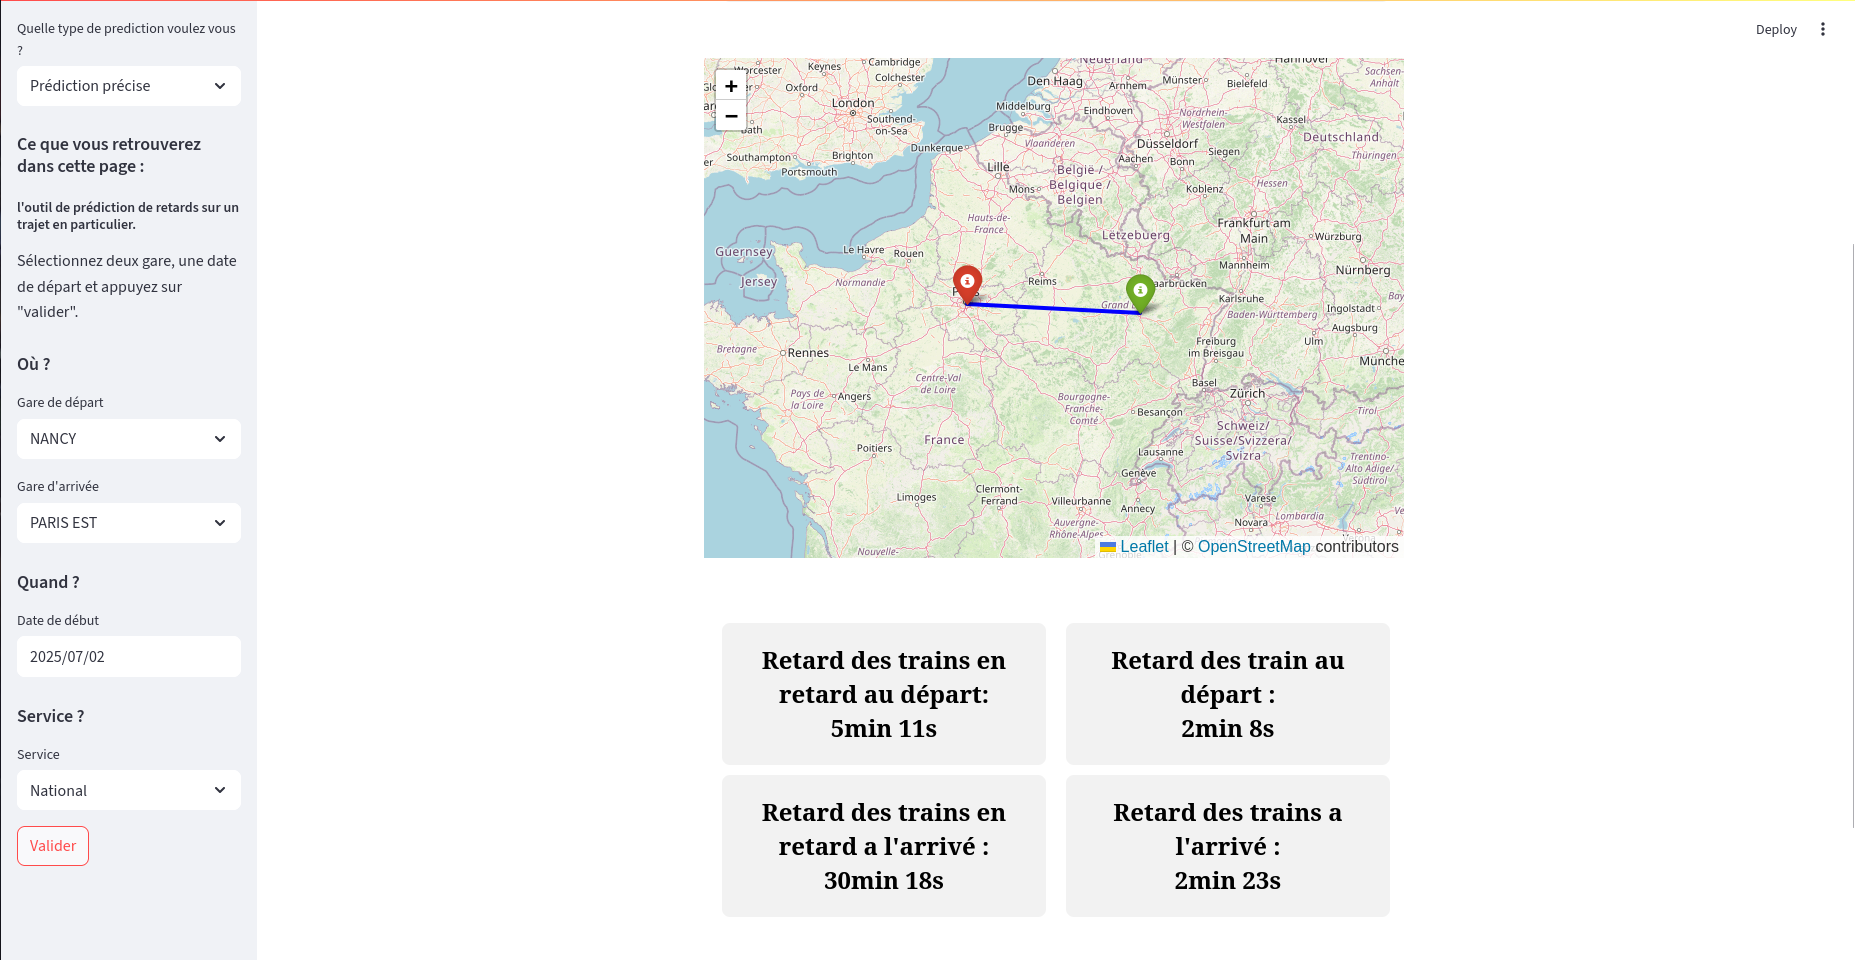 Quelle type de prediction voulez vous
?
Prédiction précise
Ce que vous retrouverez
dans cette page :
l'outil de prédiction de retards sur un
trajet en particulier.
Sélectionnez deux gare, une date
de départ et appuyez sur
"valider".
Où ?
Gare de départ
NANCY
Gare d'arrivée
PARIS EST
Quand ?
Date de début
2025/07/02
Service ?
Service
National
Valider
Deploy
+
−
Cambridge
Keynes
Colchester
Oxford
London
Southend-
on-Sea
Southampton
Brighton
Portsmouth
Dunkerque
Den Haag
Arnhem
Münster
Bielefeld
Hannover
Sachsen-
Anhalt
Middelburg
Eindhoven
Nordrhein-
Westfalen
Kassel
Brugge
Vlaanderen
Düsseldorf
Deutschland
Lille
Aachen
Bonn
Siegen
Thüringen
Mons
België /
Belgique /
Belgien
Koblenz
Hessen
Hauts-de-
France
Frankfurt am
Main
Würzburg
Lëtzebuerg
Guernsey
Le Havre
Rouen
Jersey
Normandie
Reims
Mannheim
Nürnberg
Karlsruhe
Baden-Württemberg
Ingolstadt
Augsburg
Bretagne
Rennes
Le Mans
Freiburg
im Breisgau
Ulm
Centre-Val
de Loire
Pays de
la Loire
Angers
Bourgogne-
Franche-
Comté
Basel
Zürich
Besançon
Tirol
France
Schweiz/
Suisse/Svizzera/
Svizra
Poitiers
Lausanne
Genève
Trentino-
Alto Adige/
Südtirol
Limoges
Clermont-
Ferrand
Villeurbanne
Annecy
Varese
Novara
Lombardia
Auvergne-
Rhône-Alpes
Nouvelle-
Leaflet | © OpenStreetMap contributors
Retard des trains en
retard au départ:
5min 11s
Retard des train au
départ :
2min 8s
Retard des trains en
retard a l'arrivé :
30min 18s
Retard des trains a
l'arrivé :
2min 23s